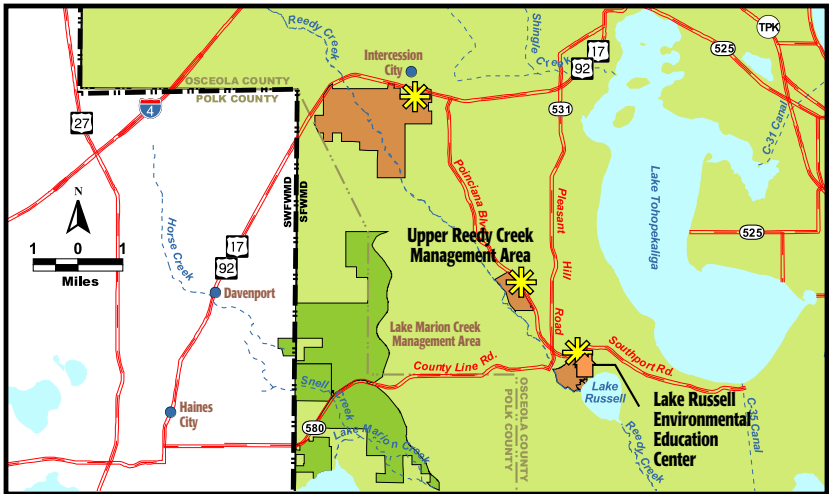 Reedy Creek
Shingle Creek
TPK
17
92
525
Intercession
City
OSCEOLA COUNTY
POLK COUNTY
4
27
531
C-31 Canal
N
SWFWMD
SFWMD
Poinciana Blvd.
Pleasant Hill Road
Lake Tohopekaliga
1 0 1
Miles
Horse Creek
17
92
Upper Reedy Creek
Management Area
525
Davenport
Lake Marion Creek
Management Area
County Line Rd.
Southport Rd.
Snell Creek
OSCEOLA COUNTY
POLK COUNTY
Lake
Russell
Lake Russell
Environmental
Education
Center
Haines
City
580
Lake Marion Creek
Reedy Creek
C-35 Canal